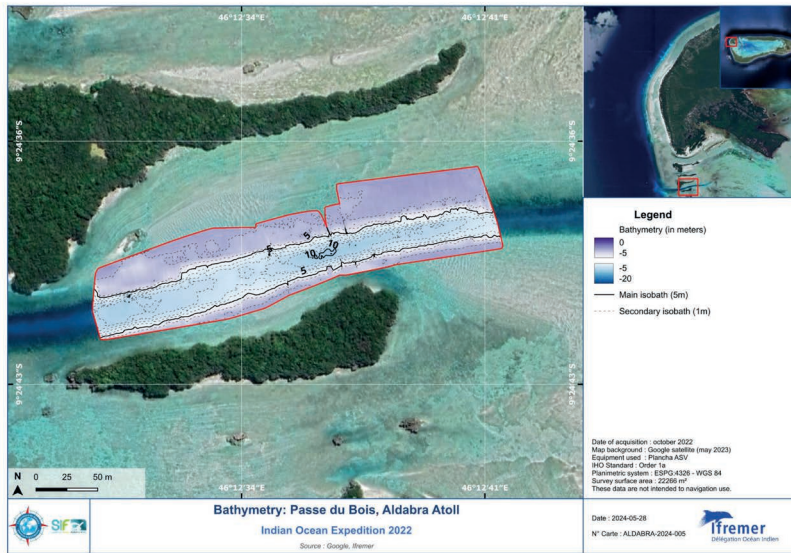 46°12'34"E
46°12'41"E
9°24'36"S
9°24'36"S
5
5
10
10
5
9°24'43"S
9°24'43"S
N
0 25 50 m
46°12'34"E
46°12'41"E
Legend
Bathymetry (in meters)
0
-5
-5
-20
Main isobath (5m)
Secondary isobath (1m)
Date of acquisition : october 2022
Map background : Google satellite (may 2023)
Equipment used : Plancha ASV
IHO Standard : Order 1a
Planimetric system : ESPG:4326 - WGS 84
Survey surface area : 22266 m²
These data are not intended to navigation use.
SIF
Bathymetry: Passe du Bois, Aldabra Atoll
Indian Ocean Expedition 2022
Source : Google, Ifremer
Date : 2024-05-28
N° Carte : ALDABRA-2024-005
Ifremer
Délégation Océan Indien